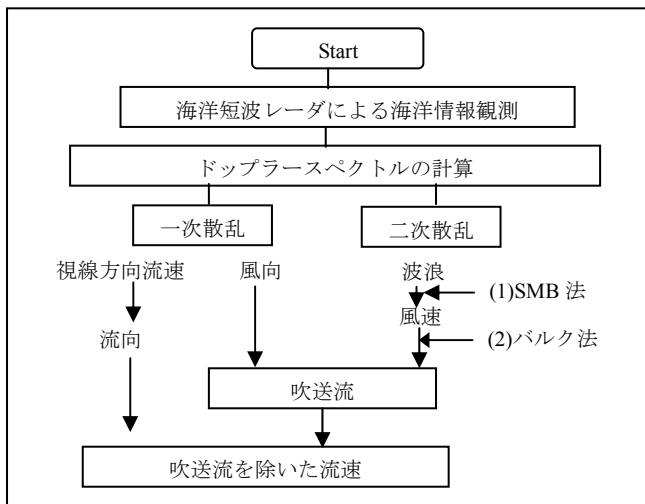 Start
海洋短波レーダによる海洋情報観測
ドップラースペクトルの計算
一次散乱
二次散乱
視線方向流速
風向
波浪
(1)SMB 法
風速
流向
(2)バルク法
吹送流
吹送流を除いた流速